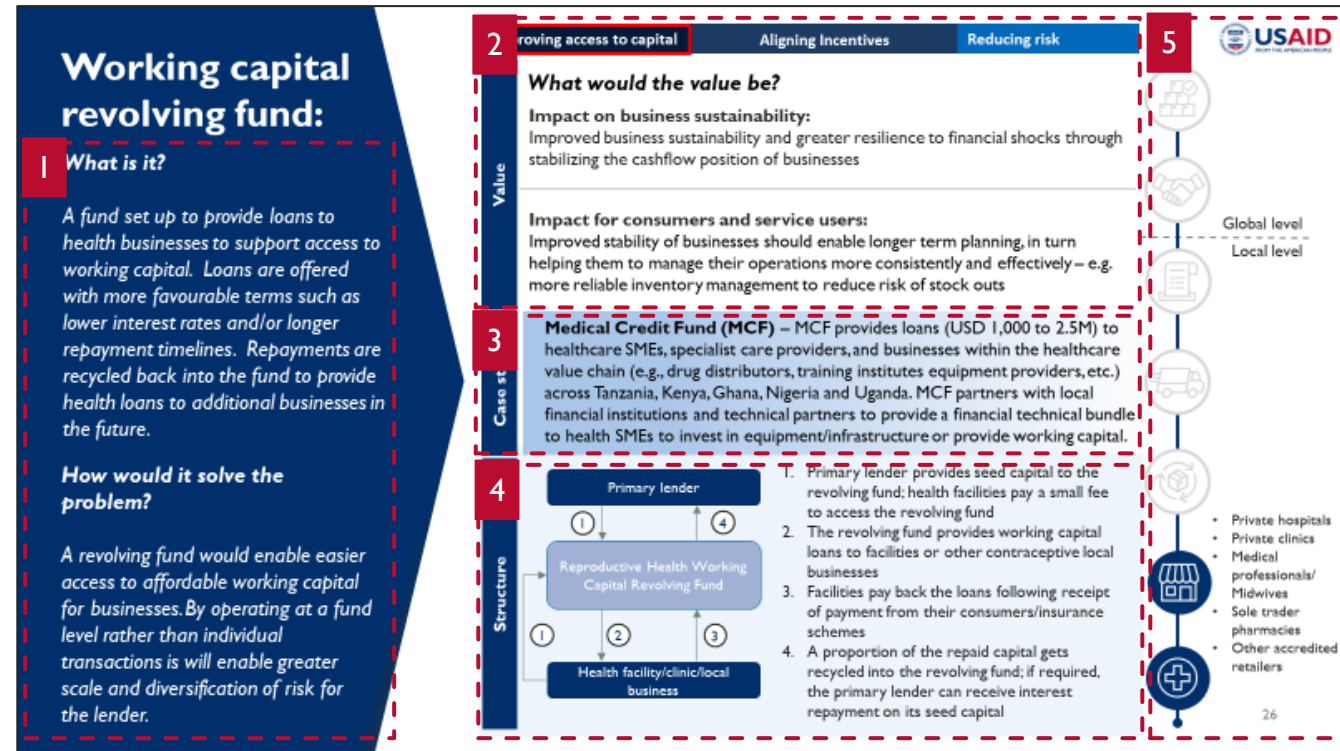 Working capital
revolving fund:
1
What is it?
A fund set up to provide loans to
health businesses to support access to
working capital. Loans are offered
with more favourable terms such as
lower interest rates and/or longer
repayment timelines. Repayments are
recycled back into the fund to provide
health loans to additional businesses in
the future.
How would it solve the
problem?
A revolving fund would enable easier
access to affordable working capital
for businesses. By operating at a fund
level rather than individual
transactions is will enable greater
scale and diversification of risk for
the lender.
2
roving access to capital
Aligning Incentives
Reducing risk
Value
What would the value be?
Impact on business sustainability:
Improved business sustainability and greater resilience to financial shocks through
stabilizing the cashflow position of businesses
Impact for consumers and service users:
Improved stability of businesses should enable longer term planning, in turn
helping them to manage their operations more consistently and effectively – e.g.
more reliable inventory management to reduce risk of stock outs
3
Case st
Medical Credit Fund (MCF) – MCF provides loans (USD 1,000 to 2.5M) to
healthcare SMEs, specialist care providers, and businesses within the healthcare
value chain (e.g., drug distributors, training institutes equipment providers, etc.)
across Tanzania, Kenya, Ghana, Nigeria and Uganda. MCF partners with local
financial institutions and technical partners to provide a financial technical bundle
to health SMEs to invest in equipment/infrastructure or provide working capital.
4
Structure
Primary lender
1
4
Reproductive Health Working
Capital Revolving Fund
1
2
3
Health facility/clinic/local
business
1. Primary lender provides seed capital to the
revolving fund; health facilities pay a small fee
to access the revolving fund
2. The revolving fund provides working capital
loans to facilities or other contraceptive local
businesses
3. Facilities pay back the loans following receipt
of payment from their consumers/insurance
schemes
4. A proportion of the repaid capital gets
recycled into the revolving fund; if required,
the primary lender can receive interest
repayment on its seed capital
5
USAID
FROM THE AMERICAN PEOPLE
Global level
Local level
• Private hospitals
• Private clinics
• Medical
professionals/
Midwives
• Sole trader
pharmacies
• Other accredited
retailers
26